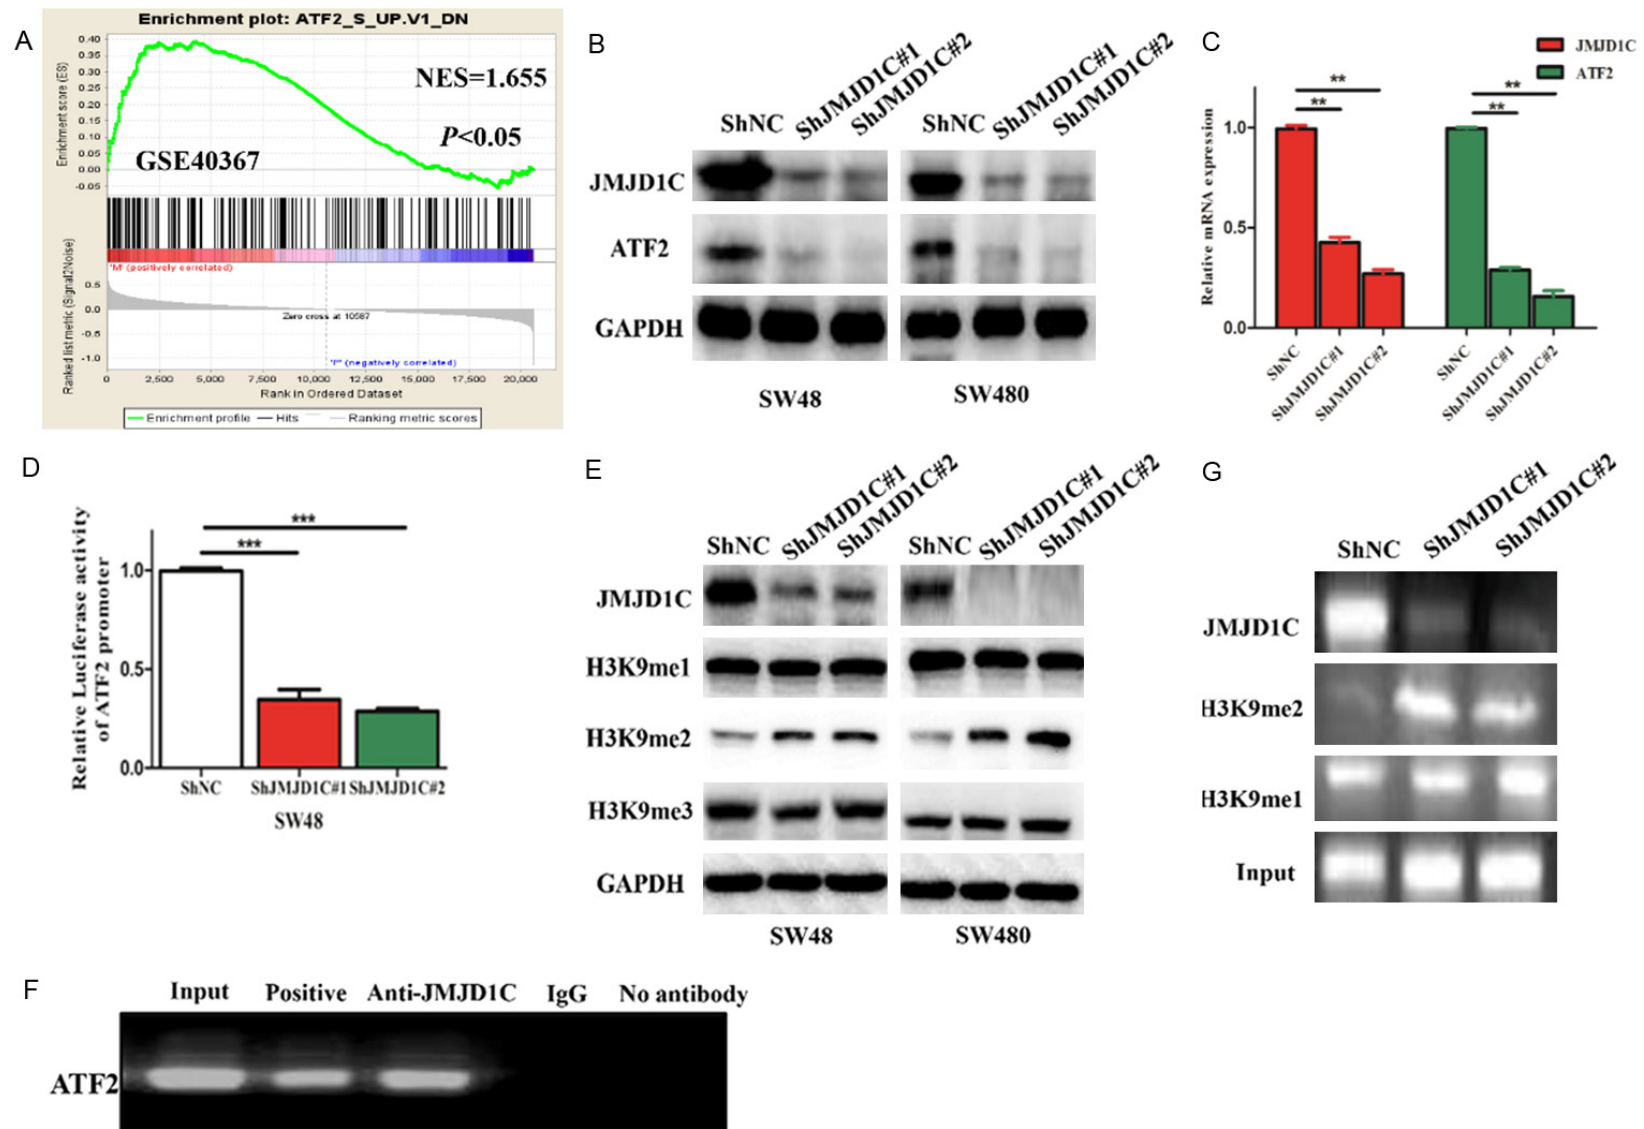 A
Enrichment plot: ATF2_S_UP.V1_DN
Enrichment score (ES)
0.40
0.35
0.30
0.25
0.20
0.15
0.10
0.05
0.00
-0.05
NES=1.655
P<0.05
GSE40367
Ranked list metric (Signal2Noise)
'M' (positively correlated)
0.5
0.0
-0.5
-1.0
Zero cross at 10587
'P' (negatively correlated)
0 2,500 5,000 7,500 10,000 12,500 15,000 17,500 20,000
Rank in Ordered Dataset
Enrichment profile Hits Ranking metric scores
B
ShNC ShJMJD1C#1 ShJMJD1C#2 ShNC ShJMJD1C#1 ShJMJD1C#2
JMJD1C
ATF2
GAPDH
SW48 SW480
C
JMJD1C
ATF2
Relative mRNA expression
1.0
0.5
0.0
** ** ** **
ShNC ShJMJD1C#1 ShJMJD1C#2 ShNC ShJMJD1C#1 ShJMJD1C#2
D
Relative Luciferase activity
of ATF2 promoter
1.0
0.5
0.0
***
***
ShNC ShJMJD1C#1 ShJMJD1C#2
SW48
E
ShNC ShJMJD1C#1 ShJMJD1C#2 ShNC ShJMJD1C#1 ShJMJD1C#2
JMJD1C
H3K9me1
H3K9me2
H3K9me3
GAPDH
SW48 SW480
G
ShNC ShJMJD1C#1 ShJMJD1C#2
JMJD1C
H3K9me2
H3K9me1
Input
F
Input Positive Anti-JMJD1C IgG No antibody
ATF2